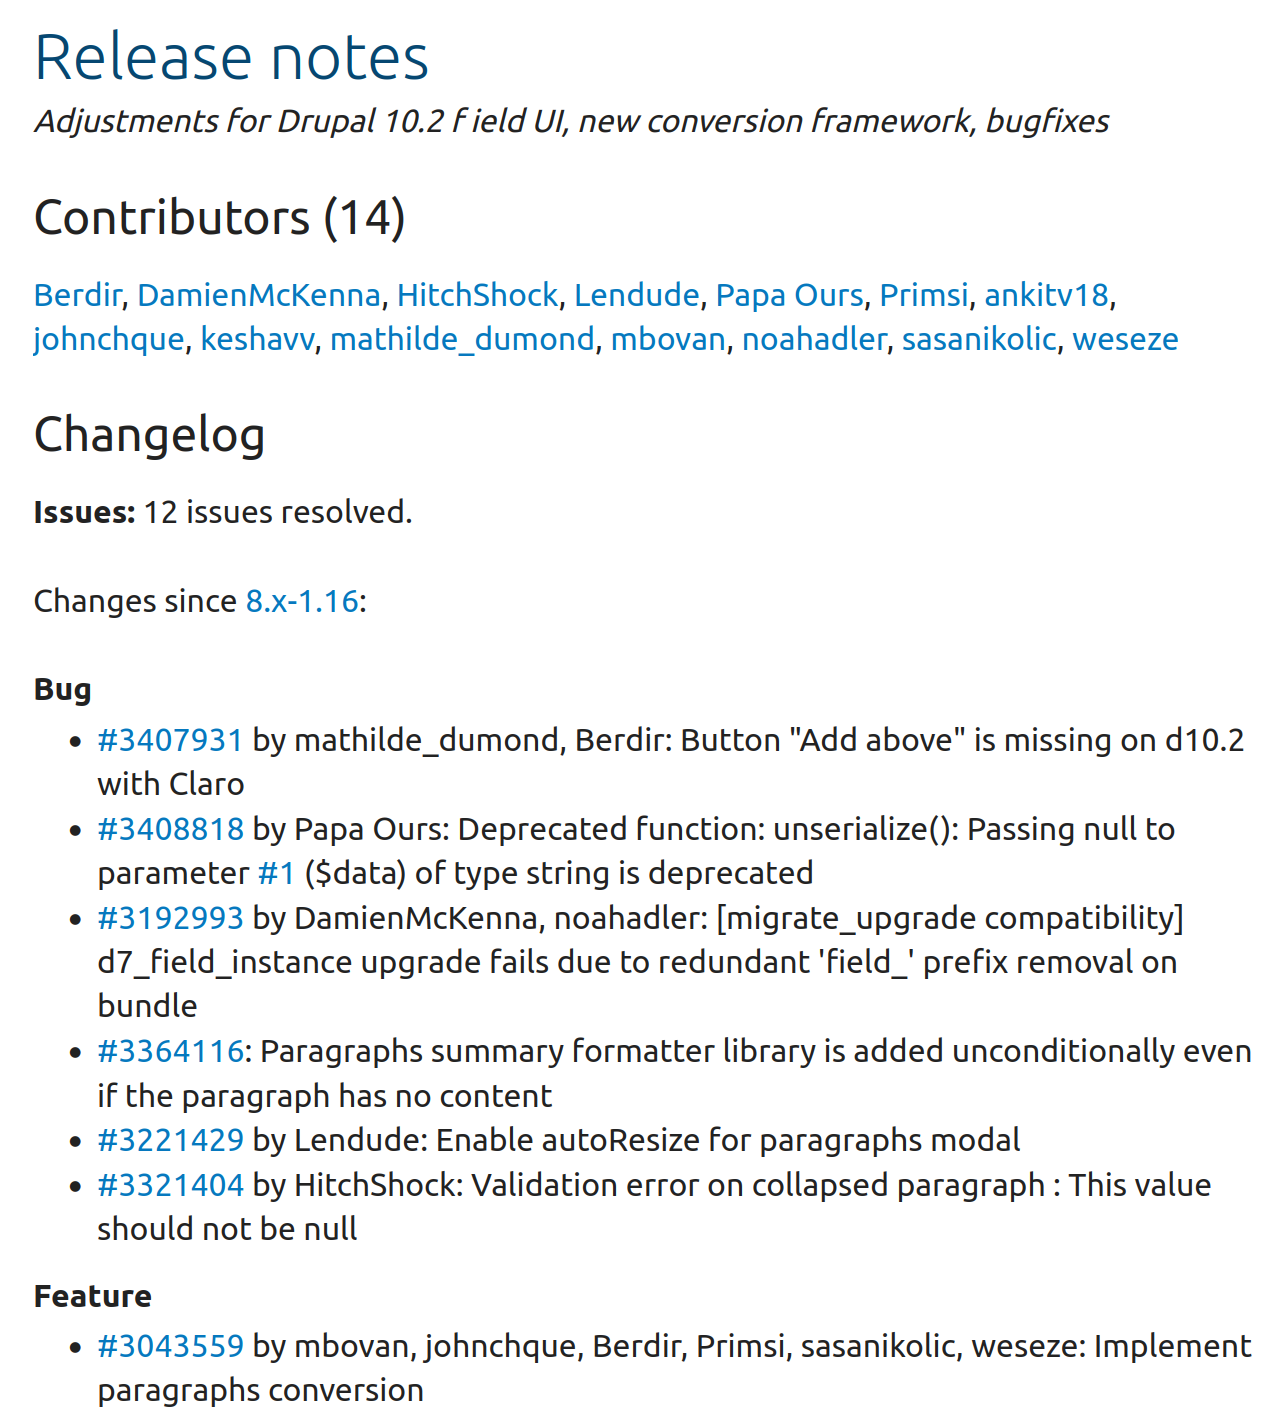 Release notes
Adjustments for Drupal 10.2 f ield UI, new conversion framework, bugfixes
Contributors (14)
Berdir, DamienMcKenna, HitchShock, Lendude, Papa Ours, Primsi, ankitv18,
johnchque, keshavv, mathilde_dumond, mbovan, noahadler, sasanikolic, weseze
Changelog
Issues: 12 issues resolved.
Changes since 8.x-1.16:
Bug
• #3407931 by mathilde_dumond, Berdir: Button "Add above" is missing on d10.2
with Claro
• #3408818 by Papa Ours: Deprecated function: unserialize(): Passing null to
parameter #1 ($data) of type string is deprecated
• #3192993 by DamienMcKenna, noahadler: [migrate_upgrade compatibility]
d7_field_instance upgrade fails due to redundant 'field_' prefix removal on
bundle
• #3364116: Paragraphs summary formatter library is added unconditionally even
if the paragraph has no content
• #3221429 by Lendude: Enable autoResize for paragraphs modal
• #3321404 by HitchShock: Validation error on collapsed paragraph : This value
should not be null
Feature
• #3043559 by mbovan, johnchque, Berdir, Primsi, sasanikolic, weseze: Implement
paragraphs conversion